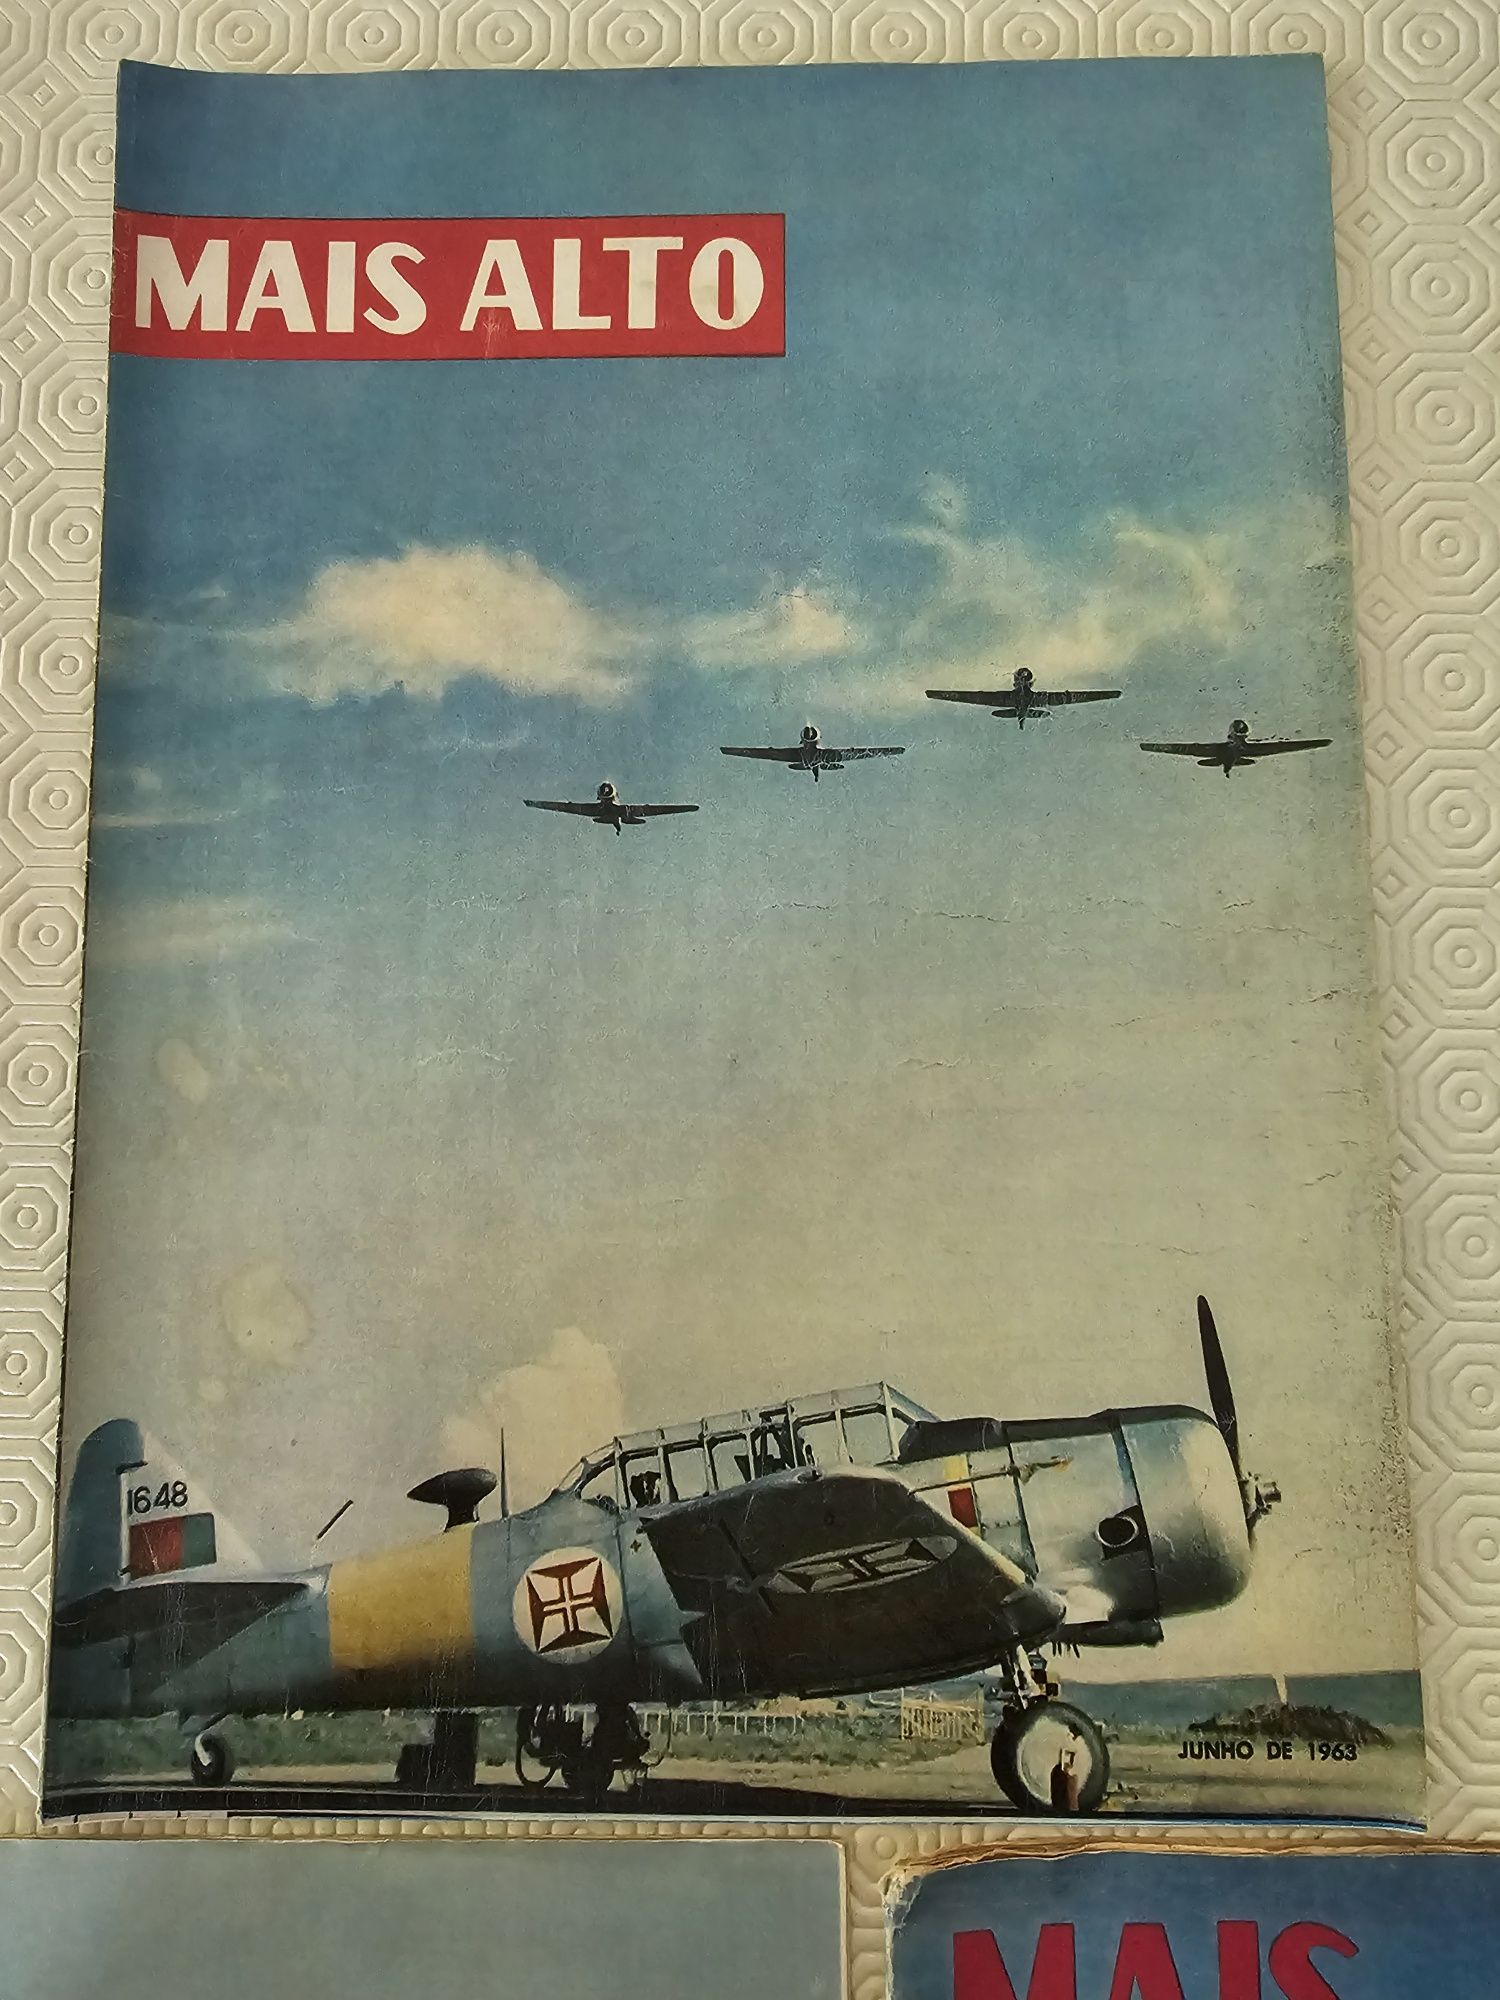 MAIS ALTO
1648
JUNHO DE 1963
MAIS